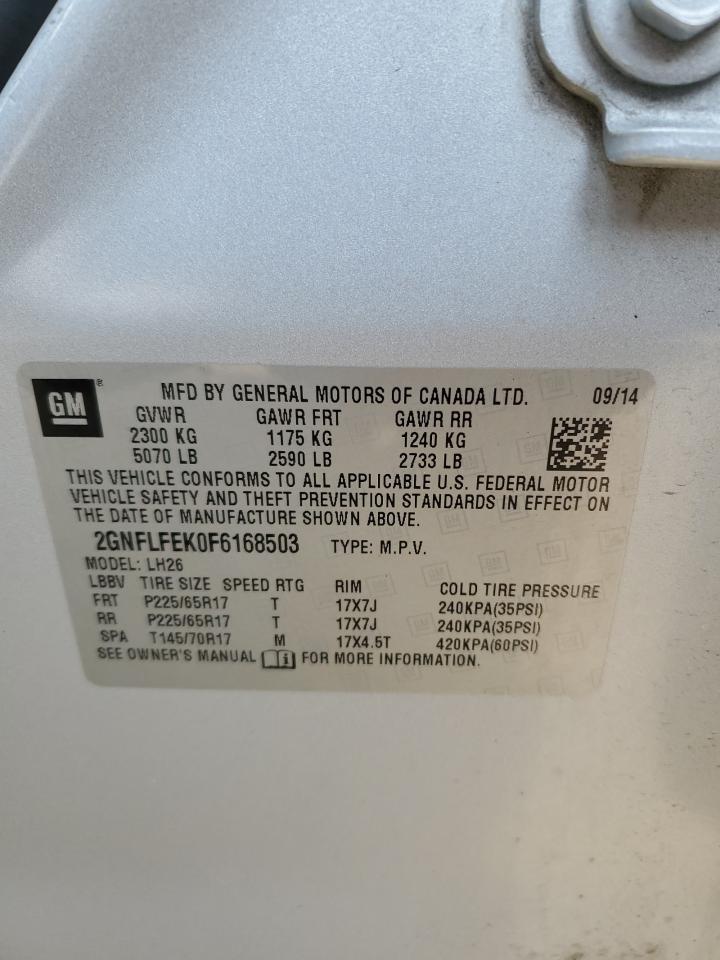 GM ®
MFD BY GENERAL MOTORS OF CANADA LTD. 09/14
GVWR GAWR FRT GAWR RR
2300 KG 1175 KG 1240 KG
5070 LB 2590 LB 2733 LB
THIS VEHICLE CONFORMS TO ALL APPLICABLE U.S. FEDERAL MOTOR
VEHICLE SAFETY AND THEFT PREVENTION STANDARDS IN EFFECT ON
THE DATE OF MANUFACTURE SHOWN ABOVE.
2GNFLFEK0F6168503 TYPE: M.P.V.
MODEL: LH26
LBBV TIRE SIZE SPEED RTG RIM COLD TIRE PRESSURE
FRT P225/65R17 T 17X7J 240KPA(35PSI)
RR P225/65R17 T 17X7J 240KPA(35PSI)
SPA T145/70R17 M 17X4.5T 420KPA(60PSI)
SEE OWNER'S MANUAL i FOR MORE INFORMATION.